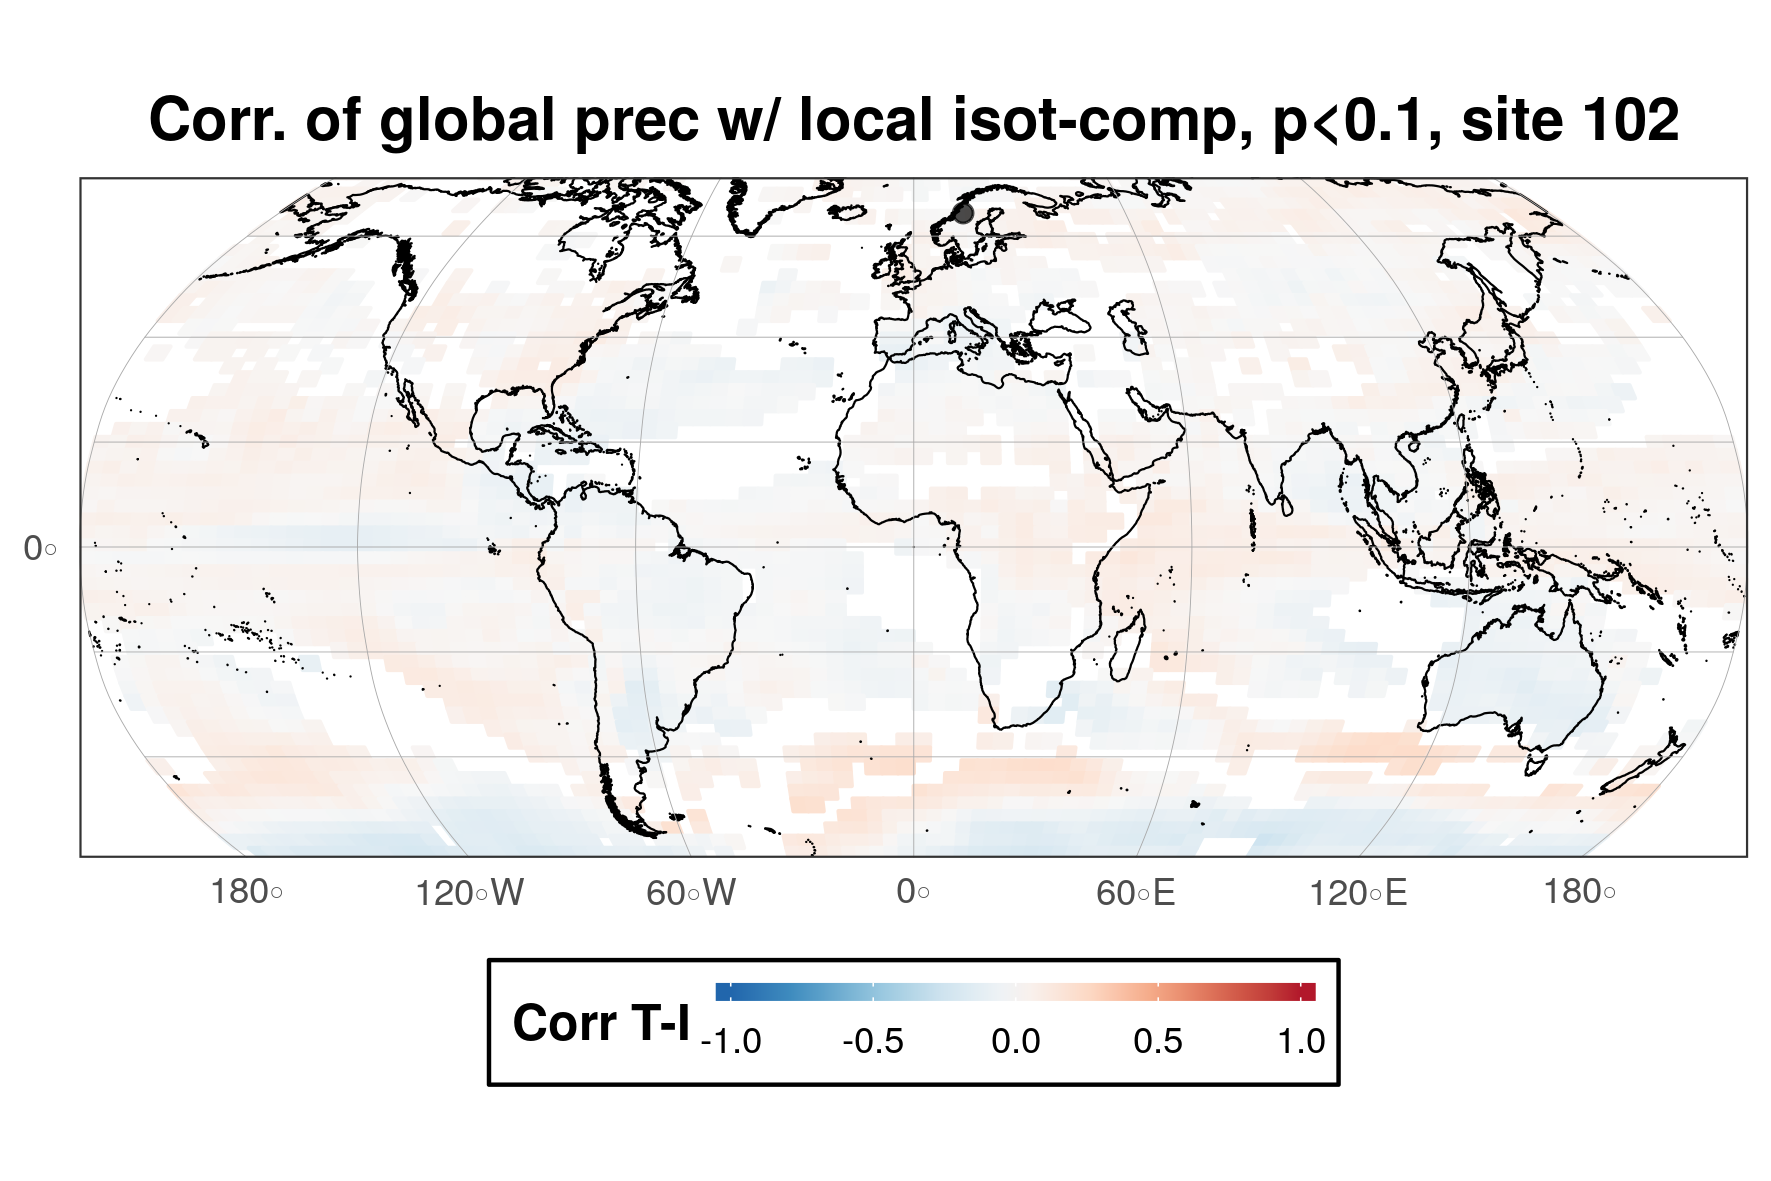 Corr. of global prec w/ local isot-comp, p<0.1, site 102
0°
180° 120°W 60°W 0° 60°E 120°E 180°
Corr T-I
-1.0 -0.5 0.0 0.5 1.0